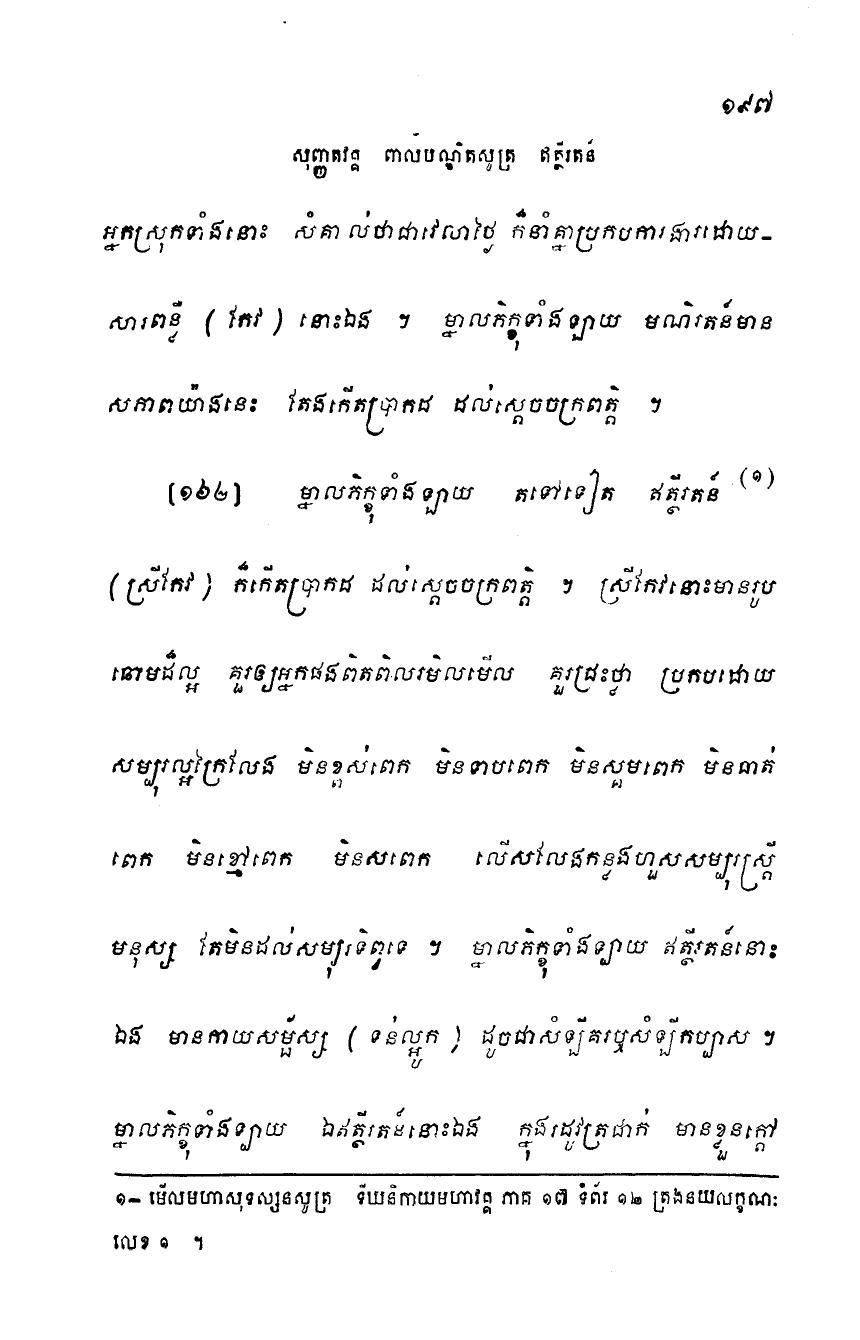 ១៩៧
សុញ្ញតវគ្គ ពាលបណ្ឌិតសូត្រ ឥត្ថីរតន៍
អ្នកស្រុកទាំងនោះ សំគាល់ថាជាវេលាថ្ងៃ ក៏នាំគ្នាប្រកបការងារដោយ-
សារពន្លឺ (កែវ) នោះឯង ។ ម្នាលភិក្ខុទាំងឡាយ មណិរតន៍មាន
សភាពយ៉ាងនេះ តែងកើតប្រាកដ ដល់ស្តេចចក្រពត្តិ ។
[១៦២] ម្នាលភិក្ខុទាំងឡាយ តទៅទៀត ឥត្ថីរតន៍ (១)
(ស្រីកែវ) ក៏កើតប្រាកដ ដល់ស្តេចចក្រពត្តិ ។ ស្រីកែវនោះមានរូប
ឆោមដ៏ល្អ គួរឲ្យអ្នកផងពិតពិលរមិលមើល គួរជ្រះថ្លា ប្រកបដោយ
សម្បុរល្អក្រៃលែង មិនខ្ពស់ពេក មិនទាបពេក មិនស្គមពេក មិនធាត់
ពេក មិនខ្មៅពេក មិនសពេក លើសលែងកន្លងហួសសម្បុរស្ត្រី
មនុស្ស តែមិនដល់សម្បុរទិព្វទេ ។ ម្នាលភិក្ខុទាំងឡាយ ឥត្ថីរតន៍នោះ
ឯង មានកាយសម្ផ័ស្ស (ទន់ល្អូក) ដូចជាសំឡីគរឬសំឡីកប្បាស ។
ម្នាលភិក្ខុទាំងឡាយ ឯឥត្ថីរតន៍នោះឯង ក្នុងរដូវត្រជាក់ មានខ្លួនក្តៅ
១- មើលមហាសុទស្សនសូត្រ ទីឃនិកាយមហាវគ្គ ភាគ ១៧ ទំព័រ ១២ ត្រង់នយលក្ខណៈ
លេខ ១ ។